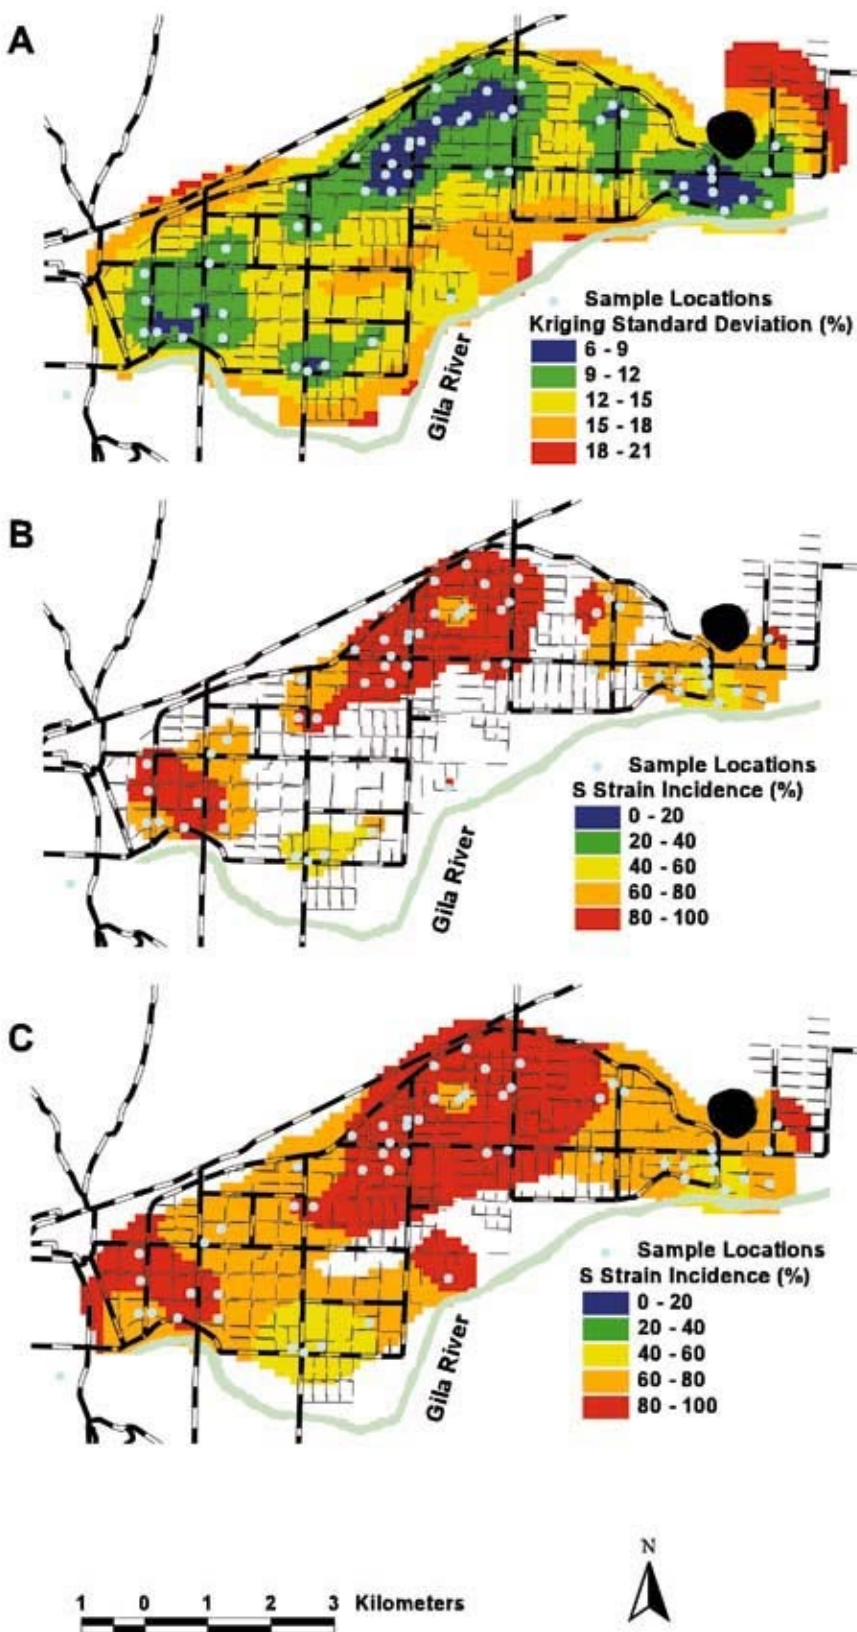 A
Sample Locations
Kriging Standard Deviation (%)
6 - 9
9 - 12
12 - 15
15 - 18
18 - 21
Gila River
B
Sample Locations
S Strain Incidence (%)
0 - 20
20 - 40
40 - 60
60 - 80
80 - 100
Gila River
C
Sample Locations
S Strain Incidence (%)
0 - 20
20 - 40
40 - 60
60 - 80
80 - 100
Gila River
N
1 0 1 2 3 Kilometers